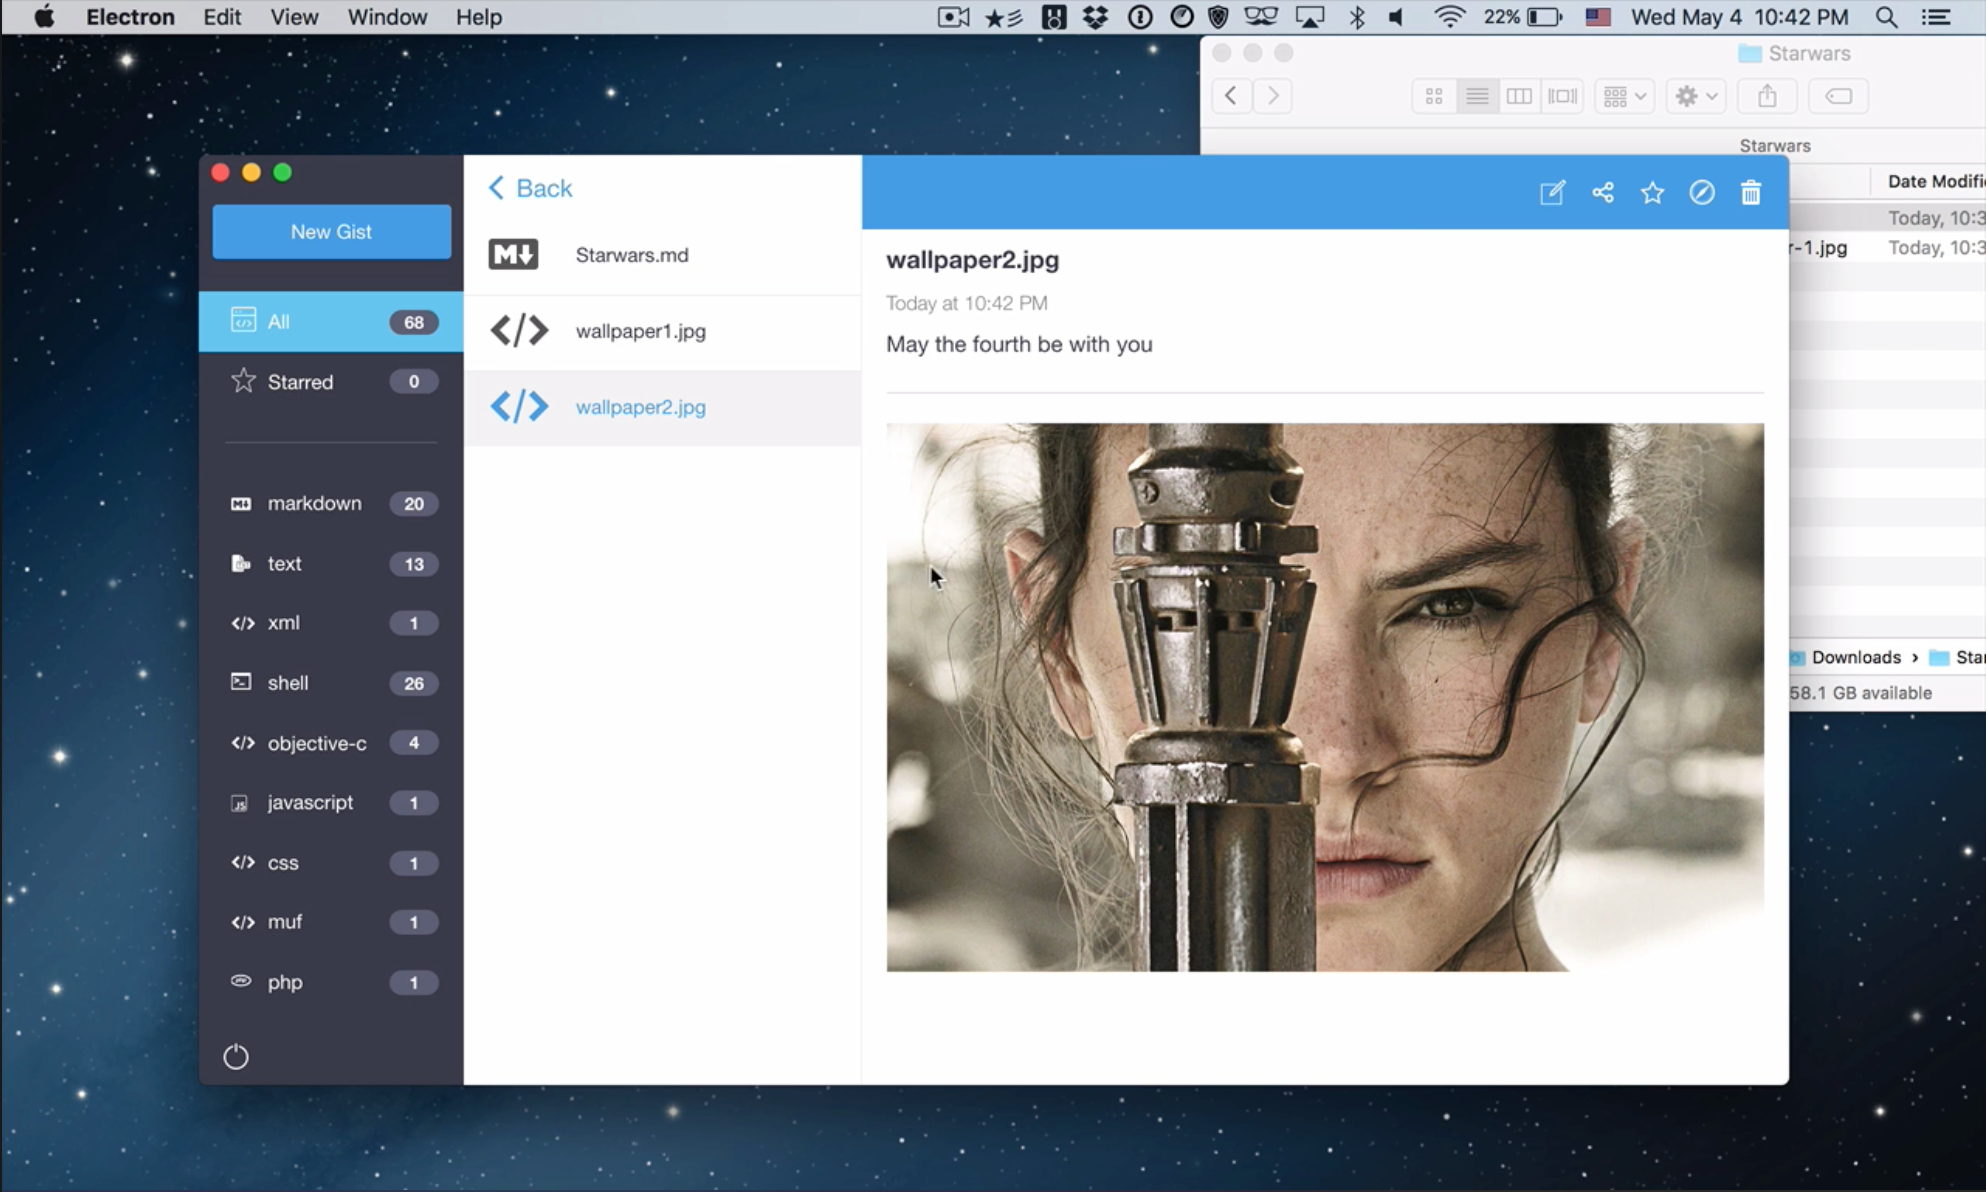 Electron Edit View Window Help 22% Wed May 4 10:42 PM
Starwars
Starwars
Date Modifi
Today, 10:3
r-1.jpg Today, 10:3
Downloads › Star
58.1 GB available
New Gist
All 68
Starred 0
markdown 20
text 13
xml 1
shell 26
objective-c 4
javascript 1
css 1
muf 1
php 1
Back
M Starwars.md
</> wallpaper1.jpg
</> wallpaper2.jpg
wallpaper2.jpg
Today at 10:42 PM
May the fourth be with you